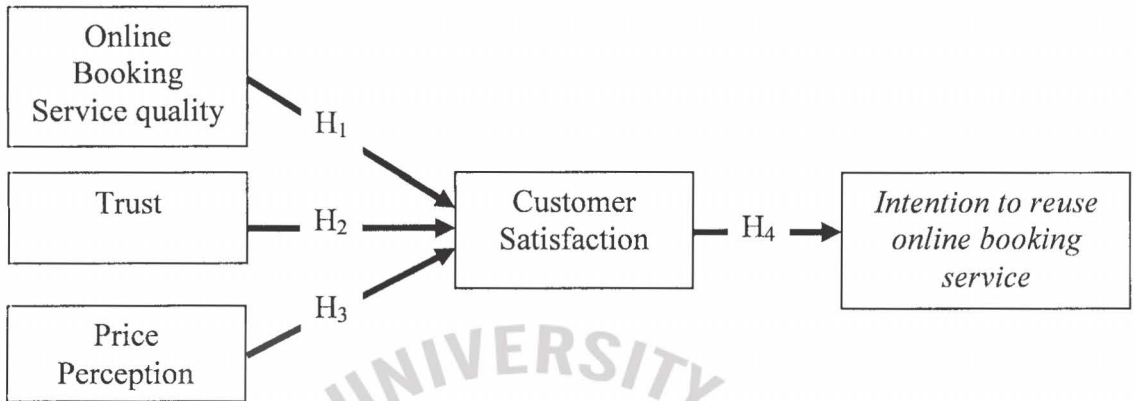 Online
Booking
Service quality
H₁
Trust
H₂
Price
Perception
H₃
Customer
Satisfaction
H₄
Intention to reuse
online booking
service
UNIVERSITY